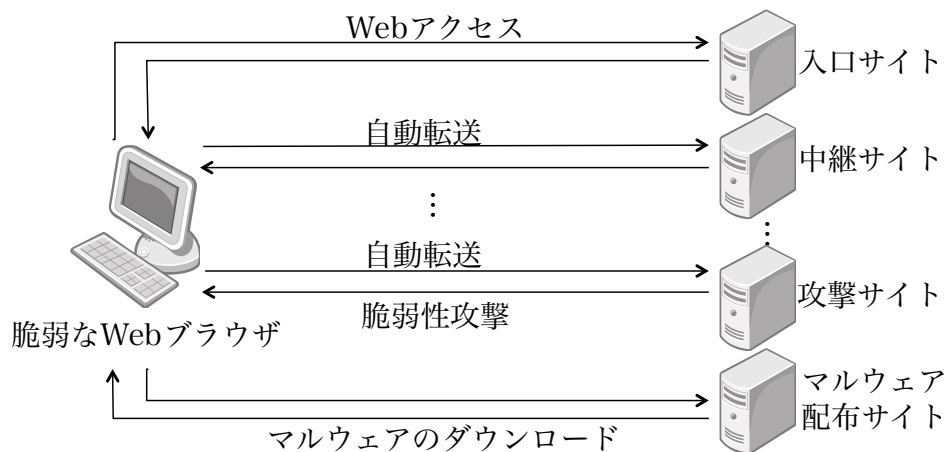 Webアクセス
入口サイト
自動転送
中継サイト
⋮
⋮
自動転送
攻撃サイト
脆弱性攻撃
脆弱なWebブラウザ
マルウェア
配布サイト
マルウェアのダウンロード